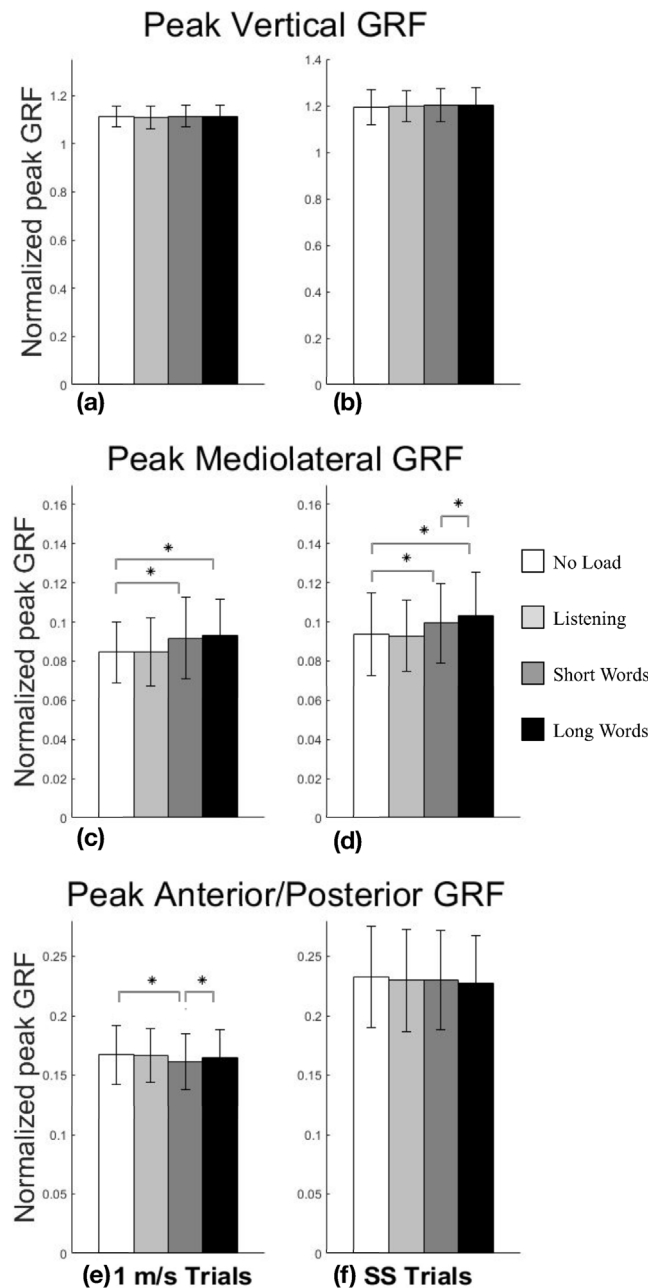 Peak Vertical GRF
Normalized peak GRF
1.2
1
0.8
0.6
0.4
0.2
0
(a)
1.4
1.2
1
0.8
0.6
0.4
0.2
0
(b)
Peak Mediolateral GRF
Normalized peak GRF
0.16
0.14
0.12
0.1
0.08
0.06
0.04
0.02
0
* *
(c)
0.16
0.14
0.12
0.1
0.08
0.06
0.04
0.02
0
* * *
(d)
No Load
Listening
Short Words
Long Words
Peak Anterior/Posterior GRF
Normalized peak GRF
0.25
0.2
0.15
0.1
0.05
0
* *
(e) 1 m/s Trials
0.25
0.2
0.15
0.1
0.05
0
(f) SS Trials